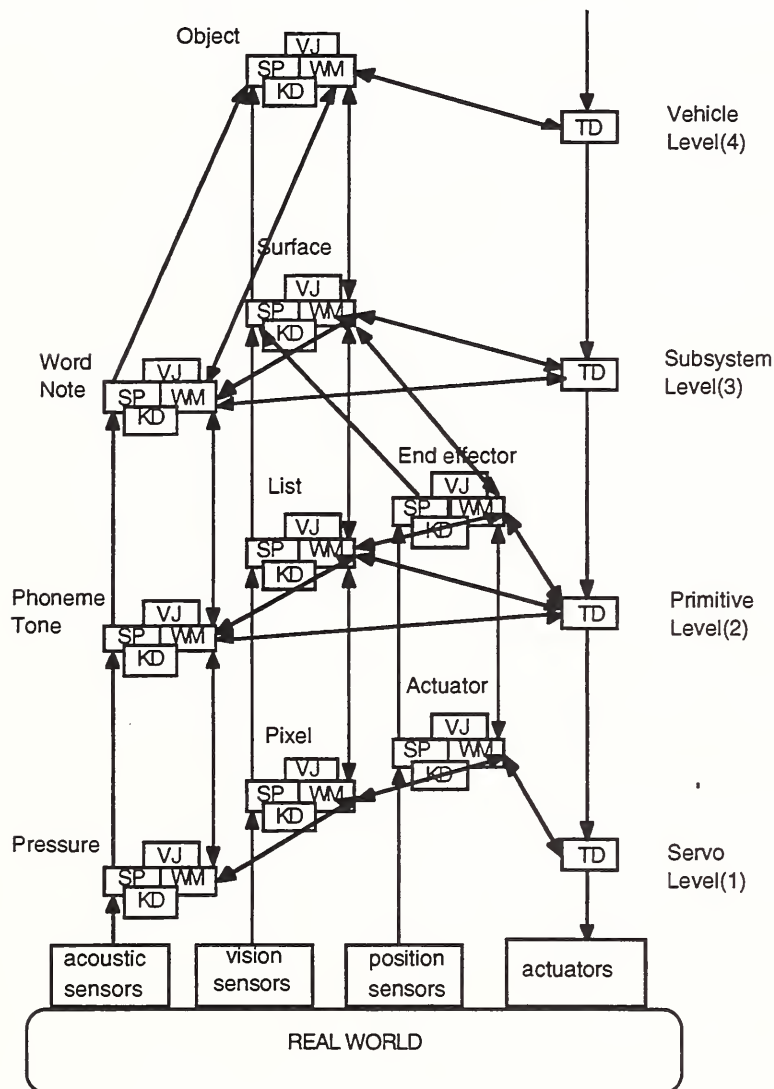 Object
VJ
SP WM
KD
TD
Vehicle
Level(4)
Surface
VJ
SP WM
KD
Word
Note
VJ
SP WM
KD
TD
Subsystem
Level(3)
End effector
VJ
SP WM
KD
List
VJ
SP WM
KD
Phoneme
Tone
VJ
SP WM
KD
TD
Primitive
Level(2)
Actuator
VJ
SP WM
KD
Pixel
VJ
SP WM
KD
Pressure
VJ
SP WM
KD
TD
Servo
Level(1)
acoustic
sensors
vision
sensors
position
sensors
actuators
REAL WORLD